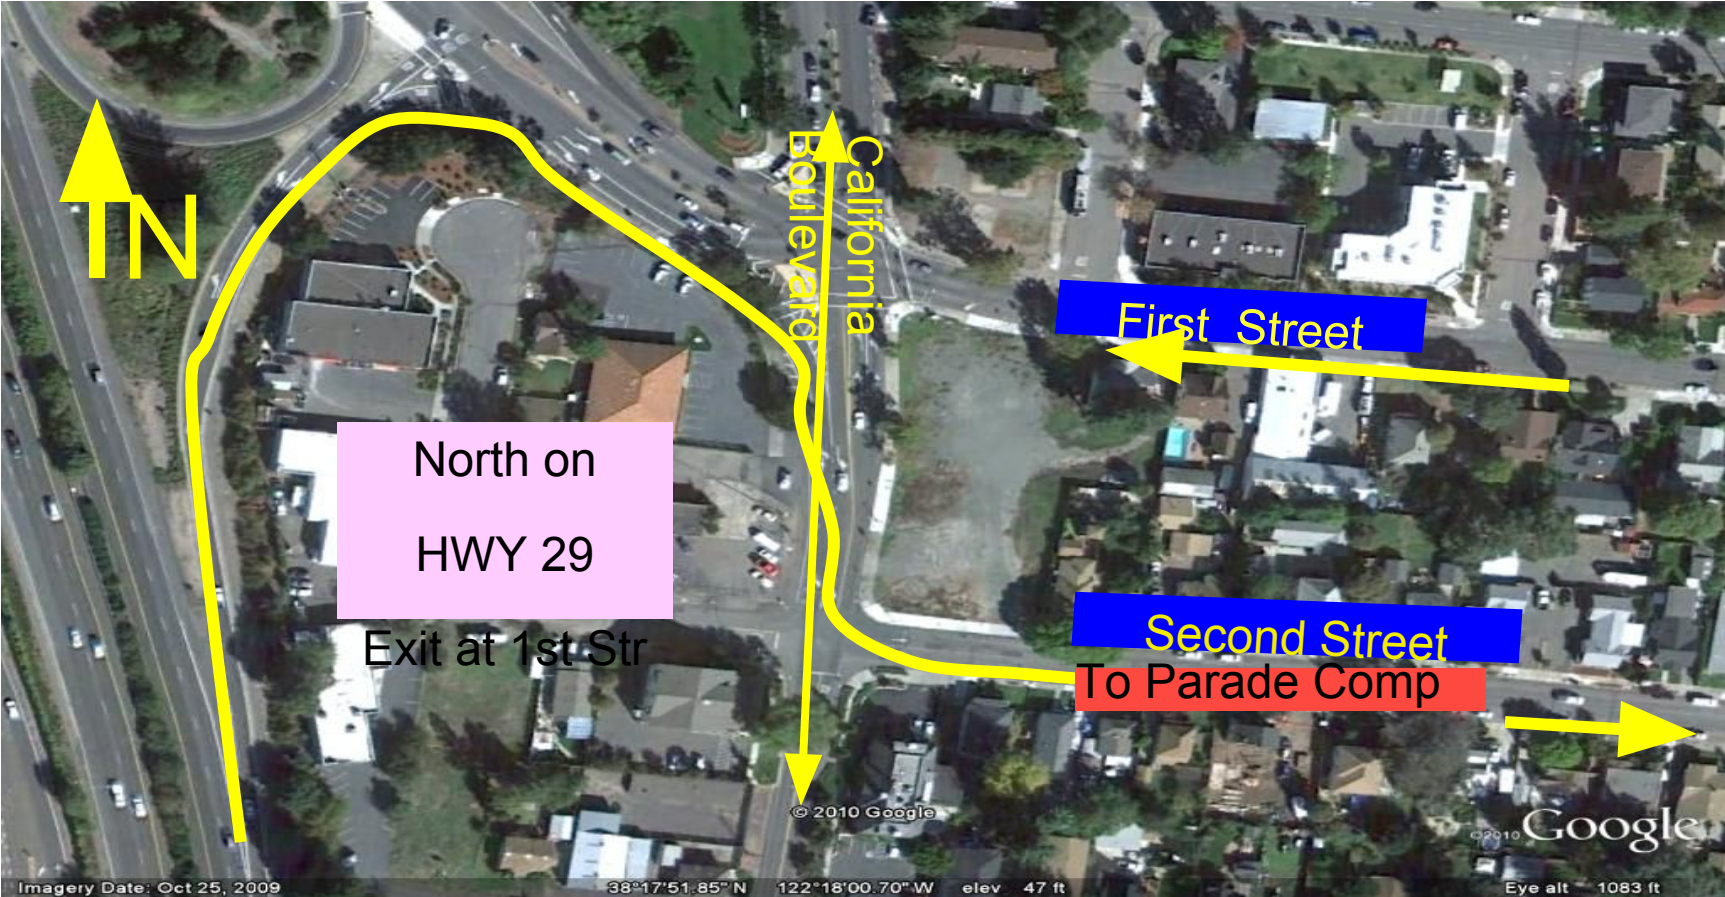 N
California
Boulevard
First Street
North on
HWY 29
Exit at 1st Str
Second Street
To Parade Comp
© 2010 Google
©2010 Google
Imagery Date: Oct 25, 2009
38°17'51.85" N 122°18'00.70" W elev 47 ft
Eye alt 1083 ft